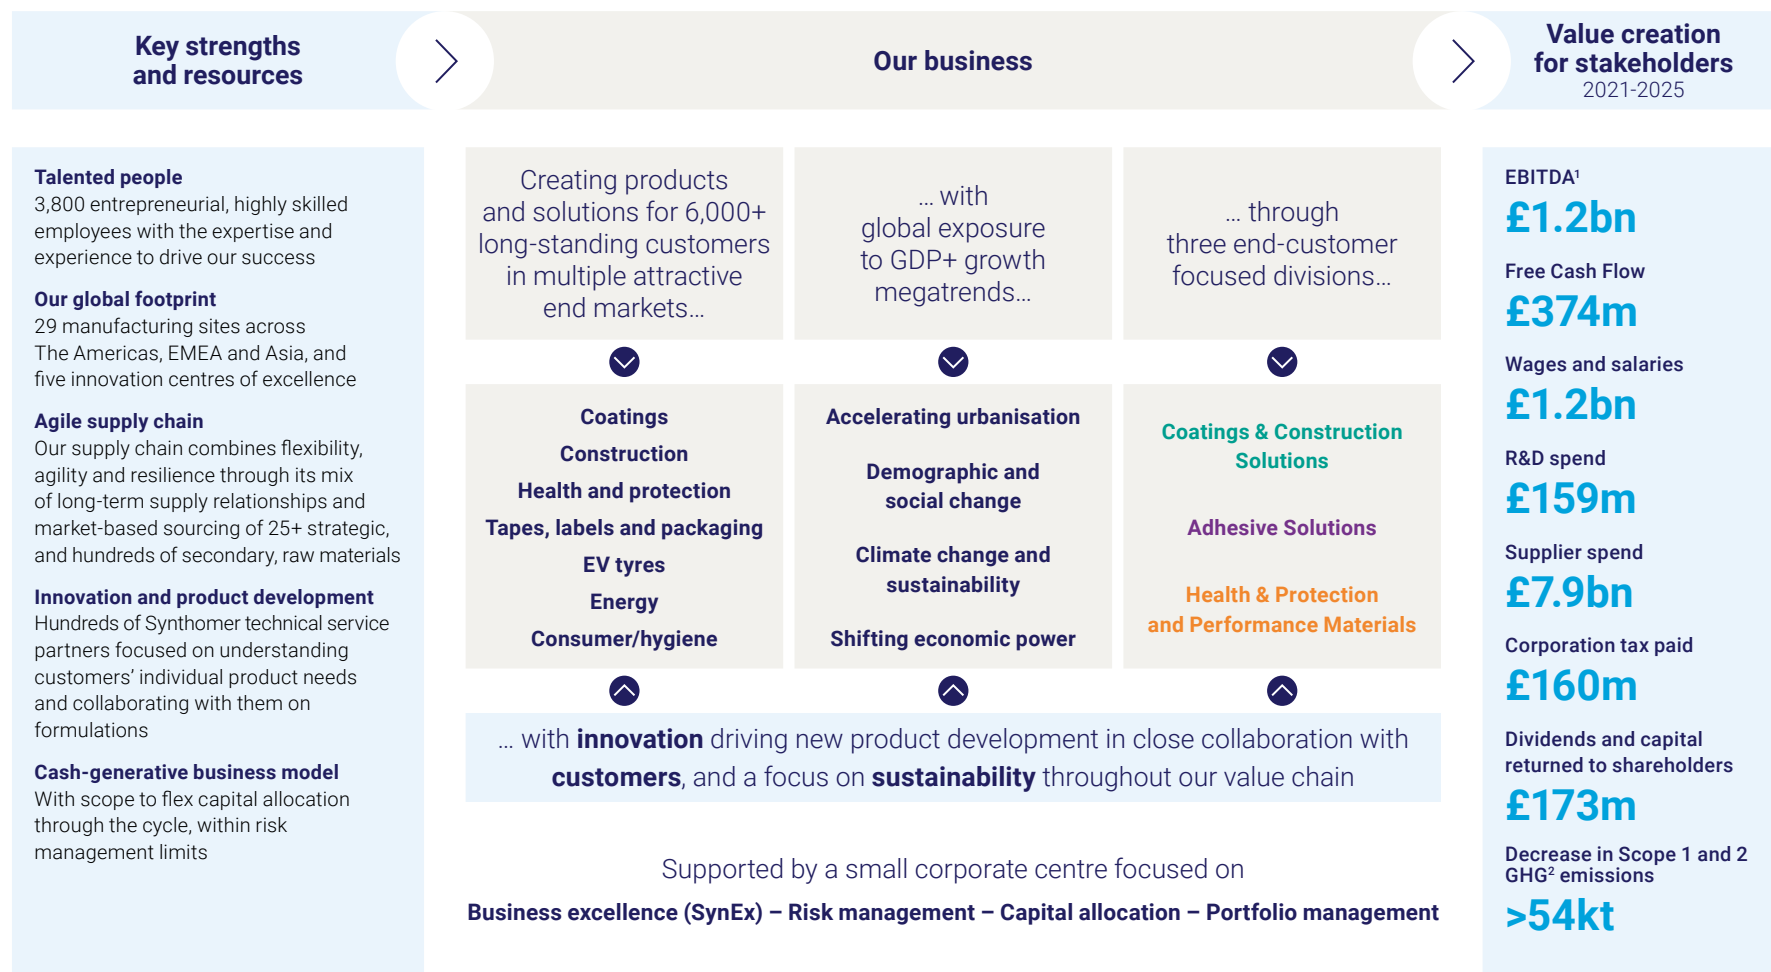 Key strengths
and resources
Our business
Value creation
for stakeholders
2021-2025
Talented people
3,800 entrepreneurial, highly skilled
employees with the expertise and
experience to drive our success
Our global footprint
29 manufacturing sites across
The Americas, EMEA and Asia, and
five innovation centres of excellence
Agile supply chain
Our supply chain combines flexibility,
agility and resilience through its mix
of long-term supply relationships and
market-based sourcing of 25+ strategic,
and hundreds of secondary, raw materials
Innovation and product development
Hundreds of Synthomer technical service
partners focused on understanding
customers’ individual product needs
and collaborating with them on
formulations
Cash-generative business model
With scope to flex capital allocation
through the cycle, within risk
management limits
Creating products
and solutions for 6,000+
long-standing customers
in multiple attractive
end markets…
Coatings
Construction
Health and protection
Tapes, labels and packaging
EV tyres
Energy
Consumer/hygiene
… with
global exposure
to GDP+ growth
megatrends…
Accelerating urbanisation
Demographic and
social change
Climate change and
sustainability
Shifting economic power
… through
three end-customer
focused divisions…
Coatings & Construction
Solutions
Adhesive Solutions
Health & Protection
and Performance Materials
… with innovation driving new product development in close collaboration with
customers, and a focus on sustainability throughout our value chain
Supported by a small corporate centre focused on
Business excellence (SynEx) – Risk management – Capital allocation – Portfolio management
EBITDA¹
£1.2bn
Free Cash Flow
£374m
Wages and salaries
£1.2bn
R&D spend
£159m
Supplier spend
£7.9bn
Corporation tax paid
£160m
Dividends and capital
returned to shareholders
£173m
Decrease in Scope 1 and 2
GHG² emissions
>54kt